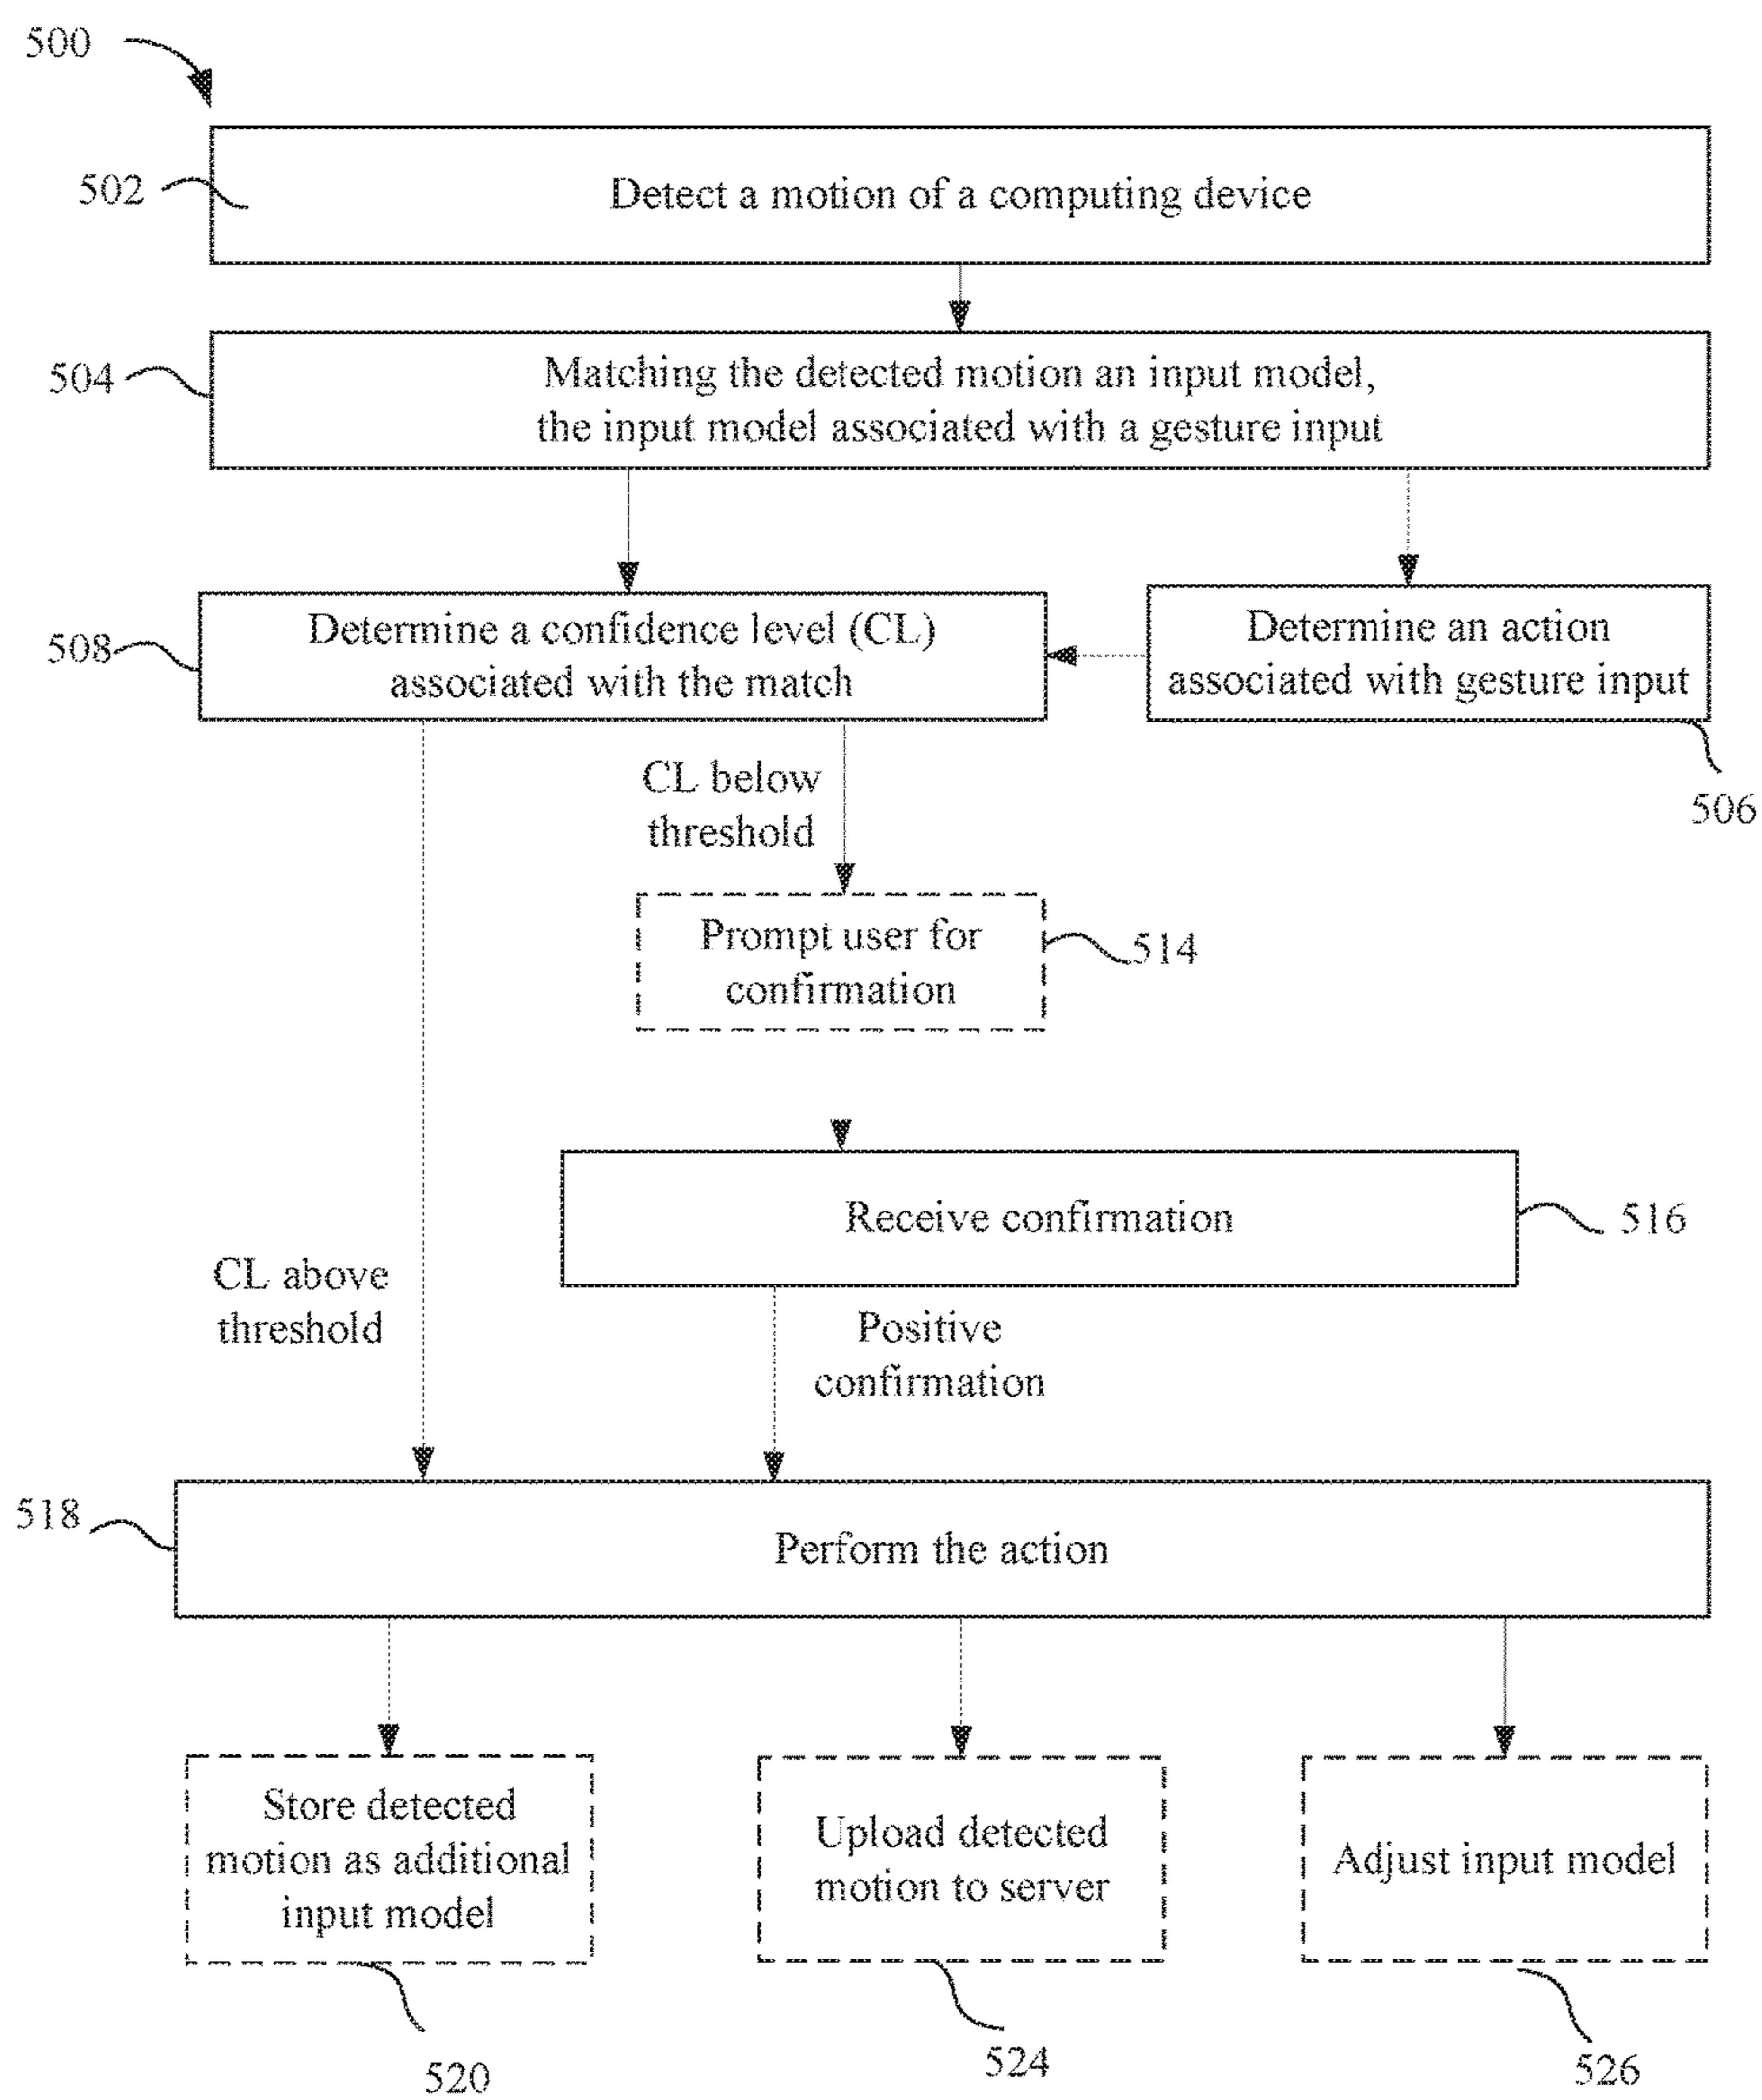 500
502
Detect a motion of a computing device
504
Matching the detected motion an input model,
the input model associated with a gesture input
508
Determine a confidence level (CL)
associated with the match
Determine an action
associated with gesture input
506
CL below
threshold
Prompt user for
confirmation
514
Receive confirmation
516
CL above
threshold
Positive
confirmation
518
Perform the action
Store detected
motion as additional
input model
Upload detected
motion to server
Adjust input model
520
524
526